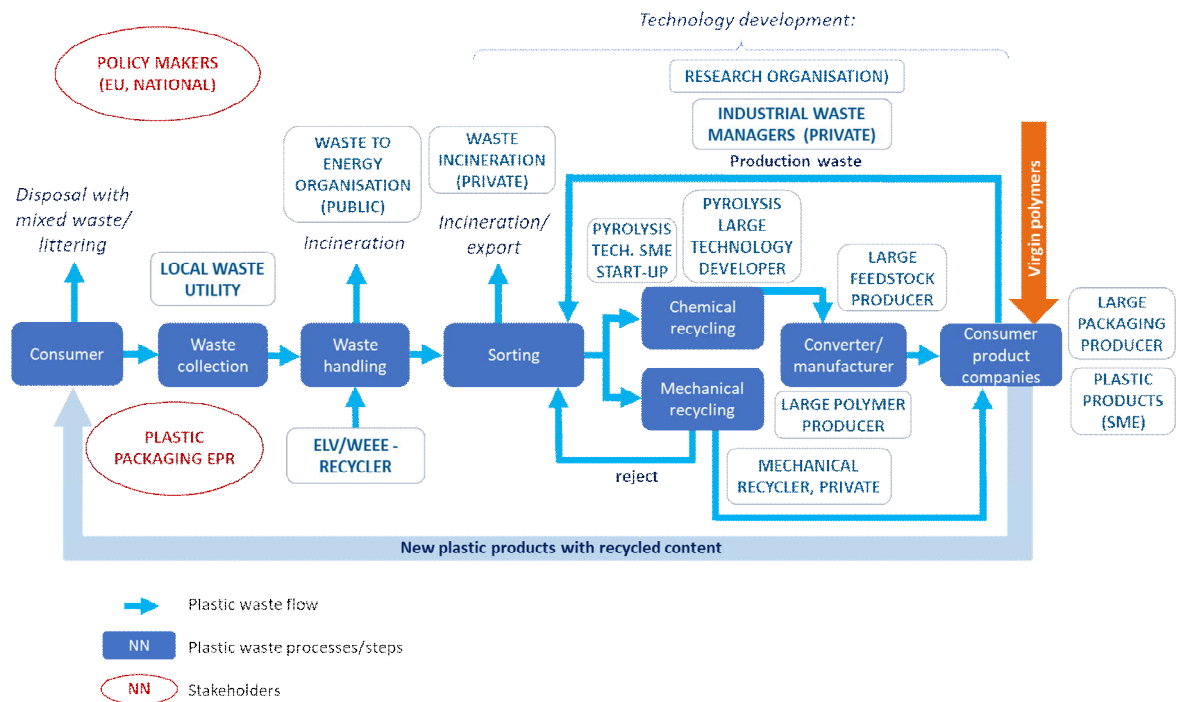 Technology development:
POLICY MAKERS
(EU, NATIONAL)
RESEARCH ORGANISATION)
INDUSTRIAL WASTE
MANAGERS (PRIVATE)
Production waste
WASTE TO
ENERGY
ORGANISATION
(PUBLIC)
WASTE
INCINERATION
(PRIVATE)
Virgin polymers
Disposal with
mixed waste/
littering
Incineration
Incineration/
export
PYROLYSIS
TECH. SME
START-UP
PYROLYSIS
LARGE
TECHNOLOGY
DEVELOPER
LOCAL WASTE
UTILITY
LARGE
FEEDSTOCK
PRODUCER
LARGE
PACKAGING
PRODUCER
Consumer
Waste
collection
Waste
handling
Sorting
Chemical
recycling
Converter/
manufacturer
Consumer
product
companies
Mechanical
recycling
PLASTIC
PRODUCTS
(SME)
LARGE POLYMER
PRODUCER
PLASTIC
PACKAGING EPR
ELV/WEEE -
RECYCLER
reject
MECHANICAL
RECYCLER, PRIVATE
New plastic products with recycled content
Plastic waste flow
NN
Plastic waste processes/steps
NN
Stakeholders